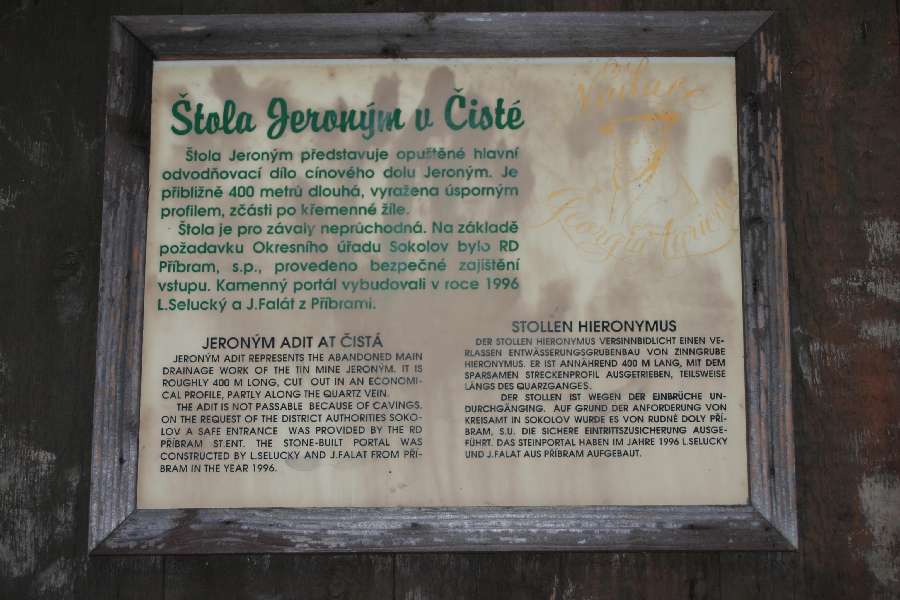 Štola Jeroným v Čisté
Štola Jeroným představuje opuštěné hlavní
odvodňovací dílo cínového dolu Jeroným. Je
přibližně 400 metrů dlouhá, vyražena úsporným
profilem, zčásti po křemenné žíle.
Štola je pro závaly neprůchodná. Na základě
požadavku Okresního úřadu Sokolov bylo RD
Příbram, s.p., provedeno bezpečné zajištění
vstupu. Kamenný portál vybudovali v roce 1996
L.Selucký a J.Falát z Příbrami.
JERONÝM ADIT AT ČISTÁ
JERONÝM ADIT REPRESENTS THE ABANDONED MAIN
DRAINAGE WORK OF THE TIN MINE JERONÝM. IT IS
ROUGHLY 400 M LONG, CUT OUT IN AN ECONOMI-
CAL PROFILE, PARTLY ALONG THE QUARTZ VEIN.
THE ADIT IS NOT PASSABLE BECAUSE OF CAVINGS.
ON THE REQUEST OF THE DISTRICT AUTHORITIES SOKO-
LOV A SAFE ENTRANCE WAS PROVIDED BY THE RD
PŘÍBRAM ST.ENT. THE STONE-BUILT PORTAL WAS
CONSTRUCTED BY L.SELUCKY AND J.FALAT FROM PŘÍ-
BRAM IN THE YEAR 1996.
STOLLEN HIERONYMUS
DER STOLLEN HIERONYMUS VERSINNBIDLICHT EINEN VE-
RLASSEN ENTWÄSSERUNGSGRUBENBAU VON ZINNGRUBE
HIERONYMUS. ER IST ANNÄHREND 400 M LANG, MIT DEM
SPARSAMEN STRECKENPROFIL AUSGETRIEBEN, TEILSWEISE
LÄNGS DES QUARZGANGES.
DER STOLLEN IST WEGEN DER EINBRÜCHE UN-
DURCHGÄNGING. AUF GRUND DER ANFORDERUNG VON
KREISAMT IN SOKOLOV WURDE ES VON RUDNÉ DOLY PŘÍ-
BRAM, S.U. DIE SICHERE EINTRITTSZUSICHERUNG AUSGE-
FÜHRT. DAS STEINPORTAL HABEN IM JAHRE 1996 L.SELUCKY
UND J.FALAT AUS PŘÍBRAM AUFGEBAUT.